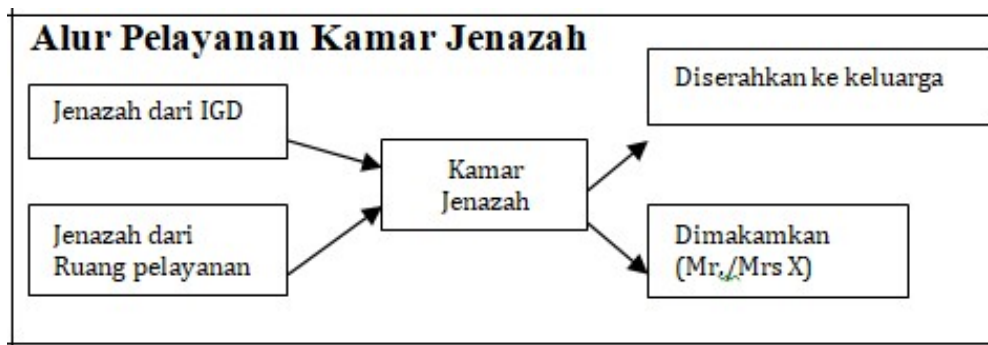 Alur Pelayanan Kamar Jenazah
Diserahkan ke keluarga
Jenazah dari IGD
Kamar
Jenazah
Jenazah dari
Ruang pelayanan
Dimakamkan
(Mr./Mrs X)